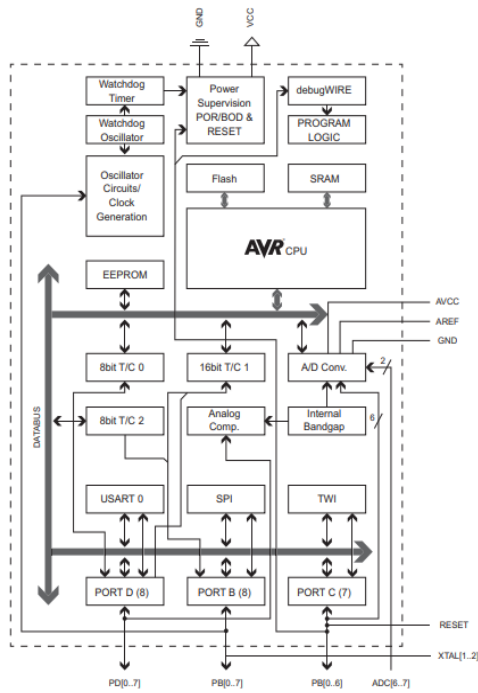 GND
VCC
Watchdog
Timer
Power
Supervision
POR/BOD &
RESET
debugWIRE
Watchdog
Oscillator
PROGRAM
LOGIC
Oscillator
Circuits/
Clock
Generation
Flash
SRAM
AVR® CPU
EEPROM
AVCC
AREF
GND
8bit T/C 0
16bit T/C 1
A/D Conv.
2
DATABUS
8bit T/C 2
Analog
Comp.
Internal
Bandgap
6
USART 0
SPI
TWI
PORT D (8)
PORT B (8)
PORT C (7)
RESET
XTAL[1..2]
PD[0..7]
PB[0..7]
PB[0..6]
ADC[6..7]